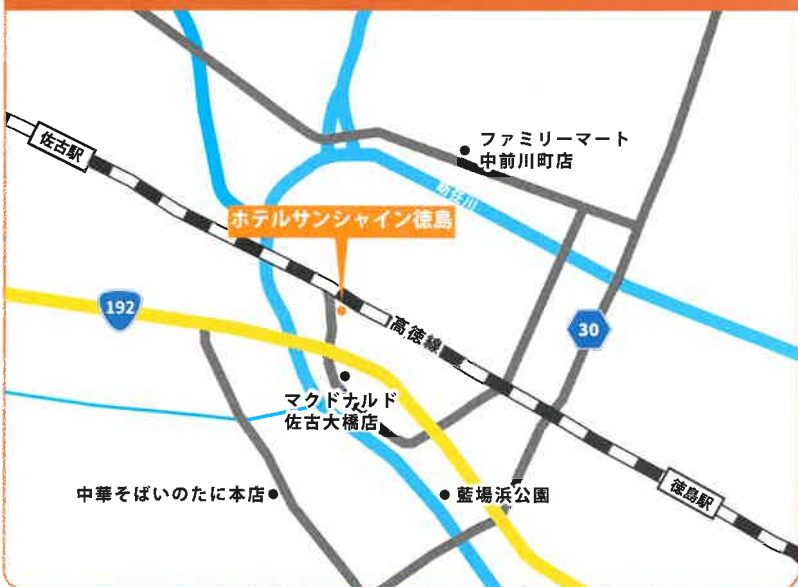 ファミリーマート
中前川町店
佐古駅
助任川
ホテルサンシャイン徳島
192
高徳線
30
マクドナルド
佐古大橋店
中華そばいのたに本店
藍場浜公園
徳島駅